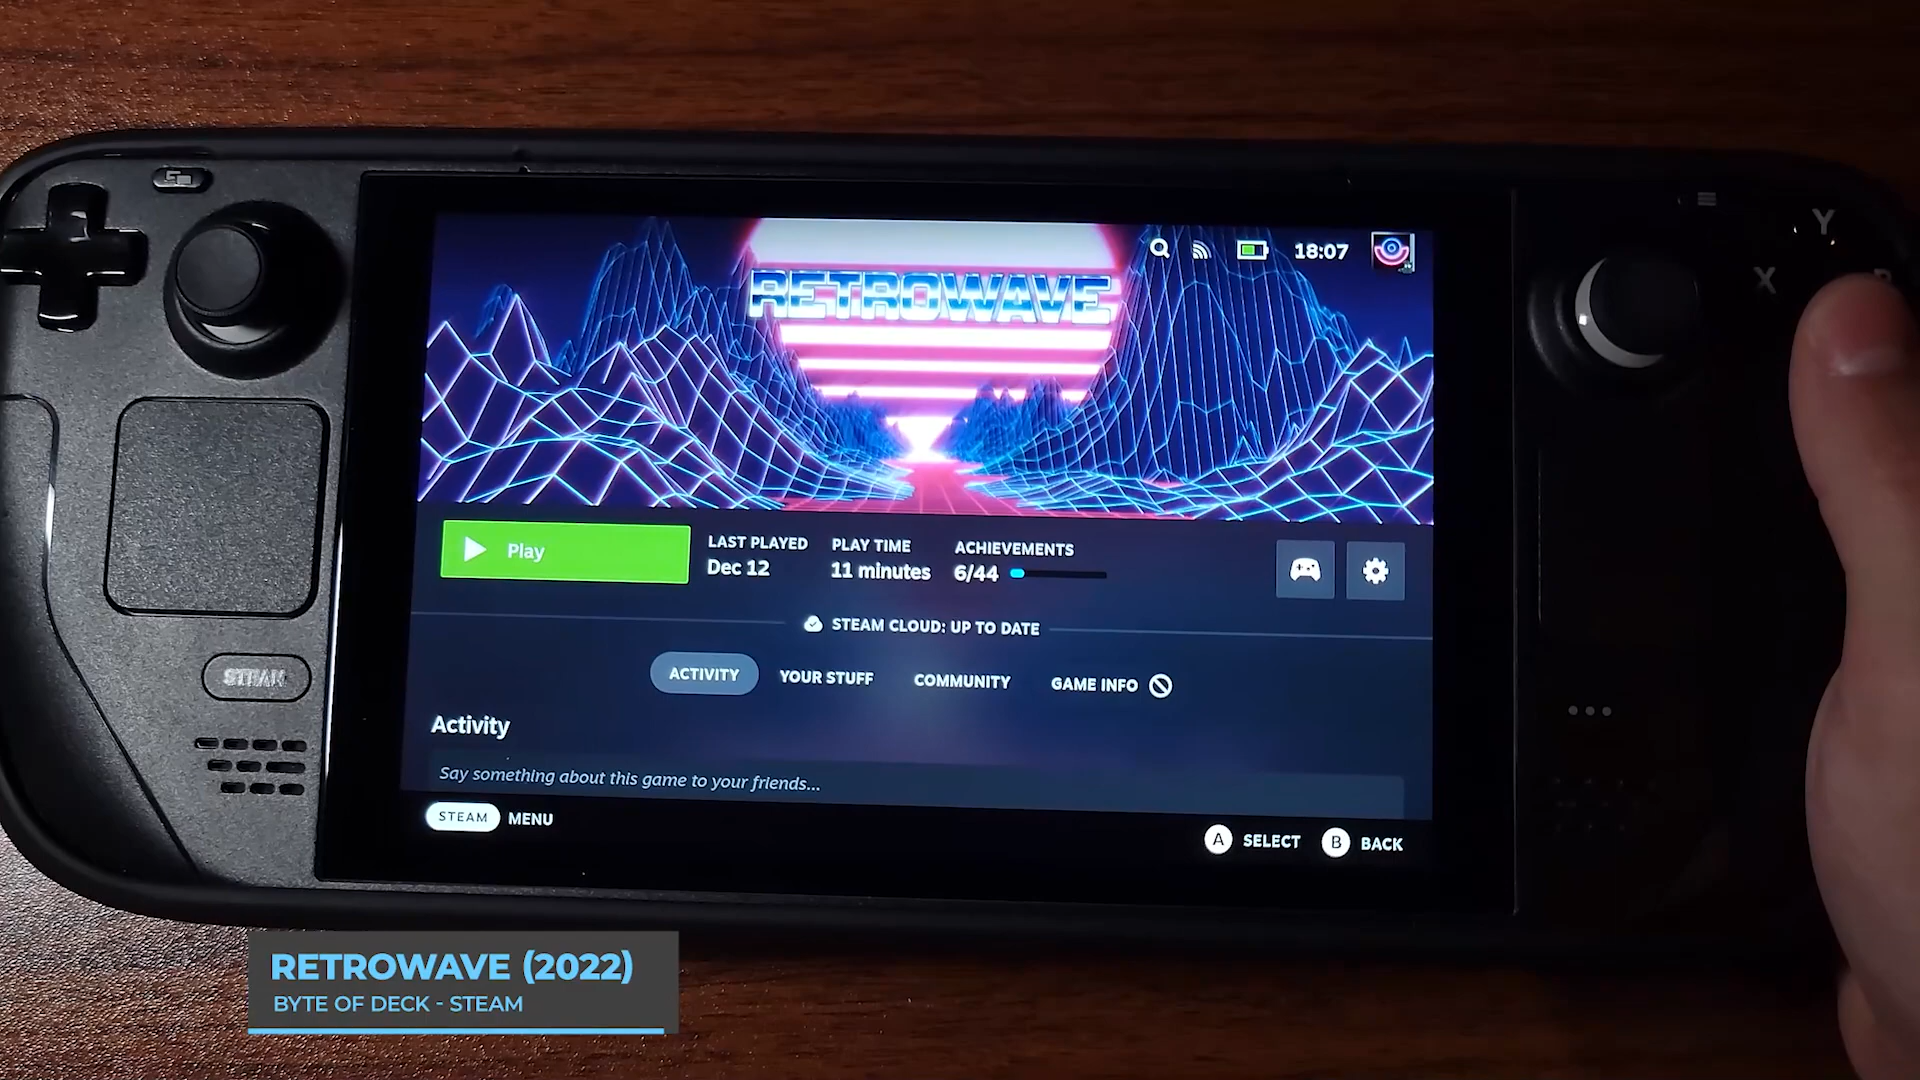 RETROWAVE
18:07
Y
X
Play
LAST PLAYED
Dec 12
PLAY TIME
11 minutes
ACHIEVEMENTS
6/44
STEAM CLOUD: UP TO DATE
ACTIVITY
YOUR STUFF
COMMUNITY
GAME INFO
STEAM
Activity
Say something about this game to your friends...
STEAM MENU
A SELECT B BACK
RETROWAVE (2022)
BYTE OF DECK - STEAM